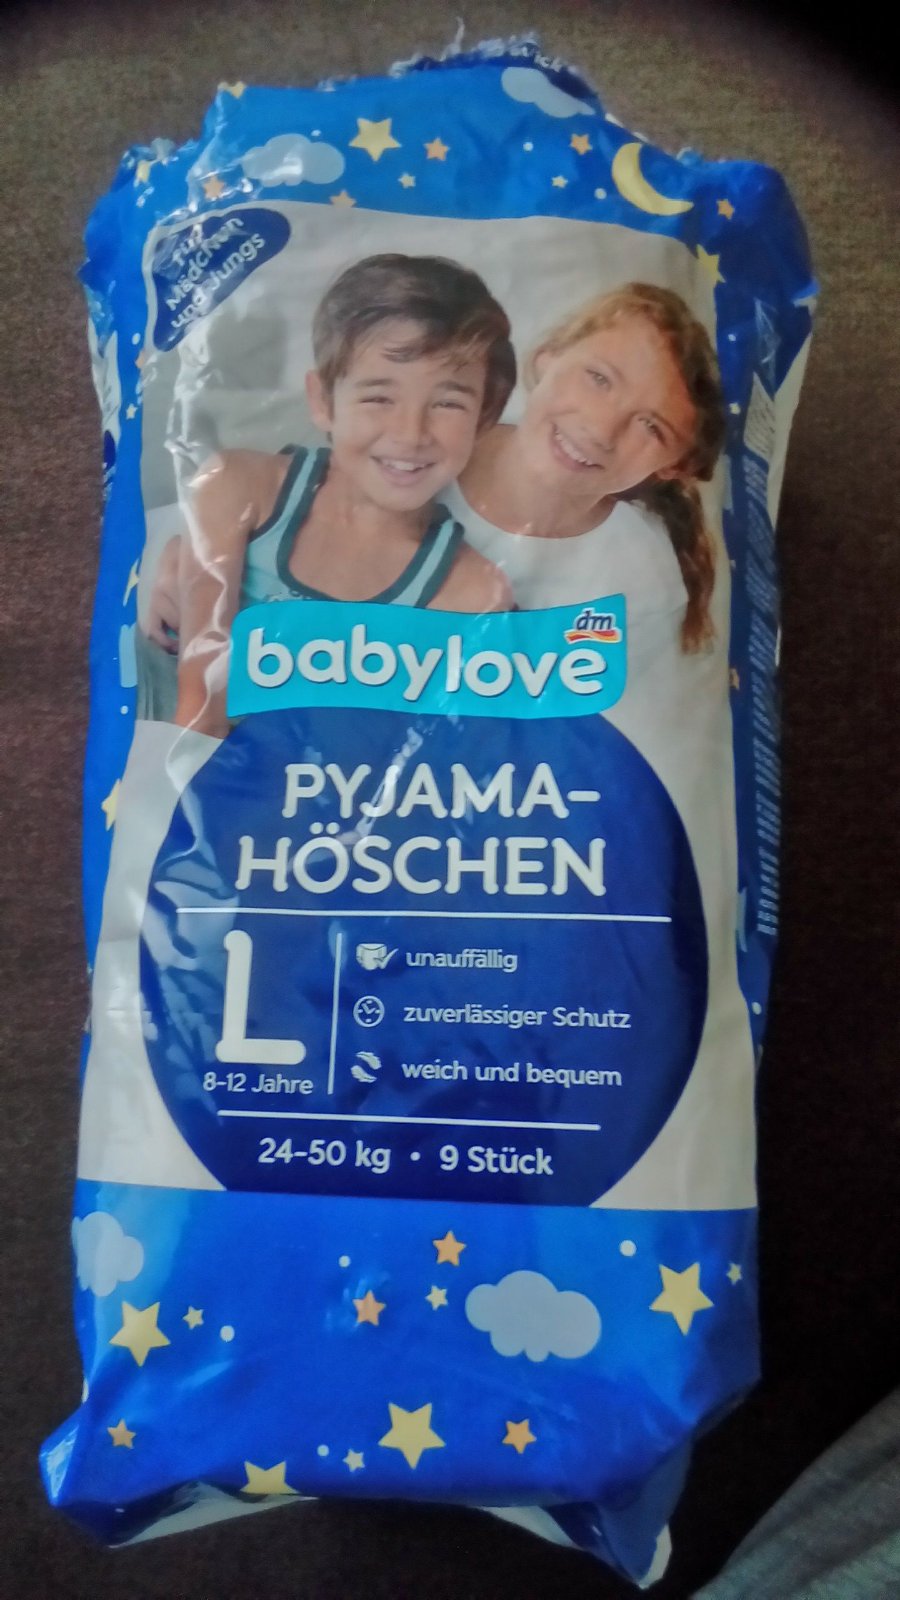 für
Mädchen
und Jungs
dm
babylove
PYJAMA-
HÖSCHEN
L
8-12 Jahre
unauffällig
zuverlässiger Schutz
weich und bequem
24-50 kg • 9 Stück